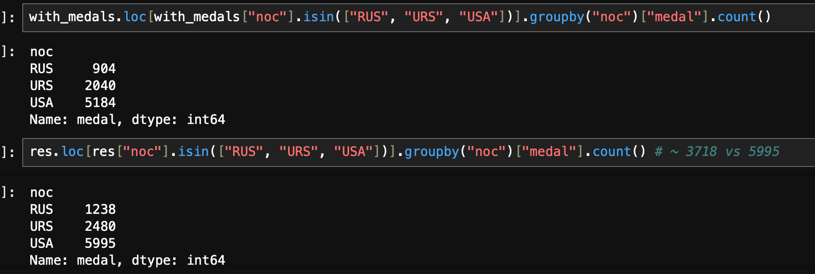 ]: with_medals.loc[with_medals["noc"].isin(["RUS", "URS", "USA"])].groupby("noc")["medal"].count()
]: noc
RUS 904
URS 2040
USA 5184
Name: medal, dtype: int64
]: res.loc[res["noc"].isin(["RUS", "URS", "USA"])].groupby("noc")["medal"].count() # ~ 3718 vs 5995
]: noc
RUS 1238
URS 2480
USA 5995
Name: medal, dtype: int64